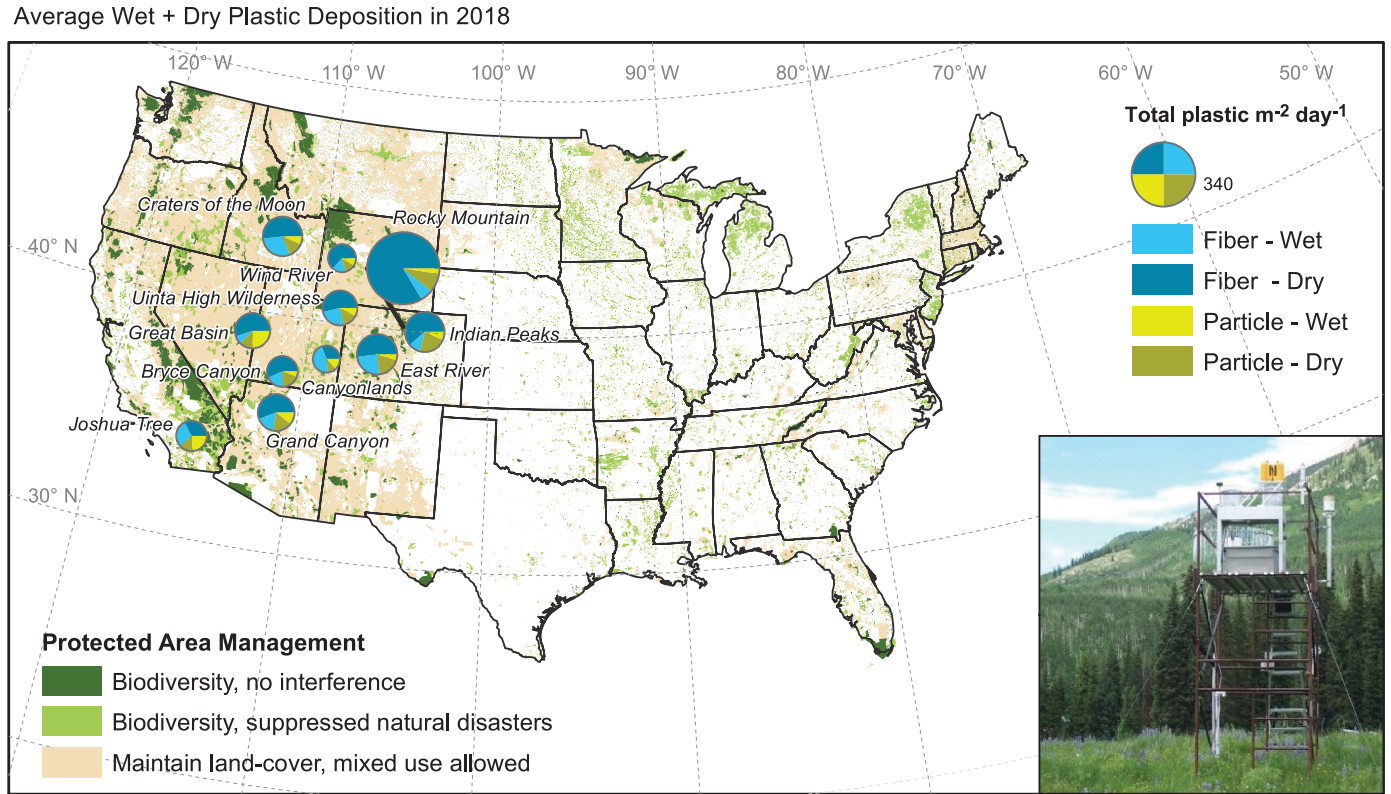 Average Wet + Dry Plastic Deposition in 2018
120° W
110° W
100° W
90° W
80° W
70° W
60° W
50° W
40° N
30° N
Craters of the Moon
Rocky Mountain
Wind River
Uinta High Wilderness
Great Basin
Indian Peaks
Bryce Canyon
East River
Canyonlands
Joshua Tree
Grand Canyon
Total plastic m-2 day-1
340
Fiber - Wet
Fiber - Dry
Particle - Wet
Particle - Dry
Protected Area Management
Biodiversity, no interference
Biodiversity, suppressed natural disasters
Maintain land-cover, mixed use allowed
N